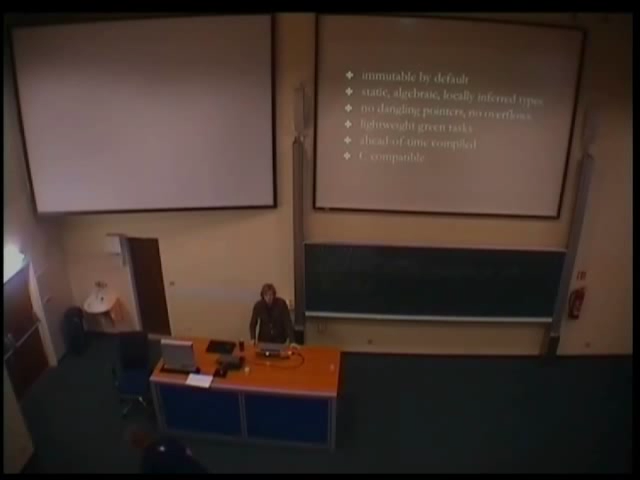 immutable by default
static, algebraic, locally inferred types
no dangling pointers, no overflows
lightweight green tasks
ahead-of-time compiled
C compatible